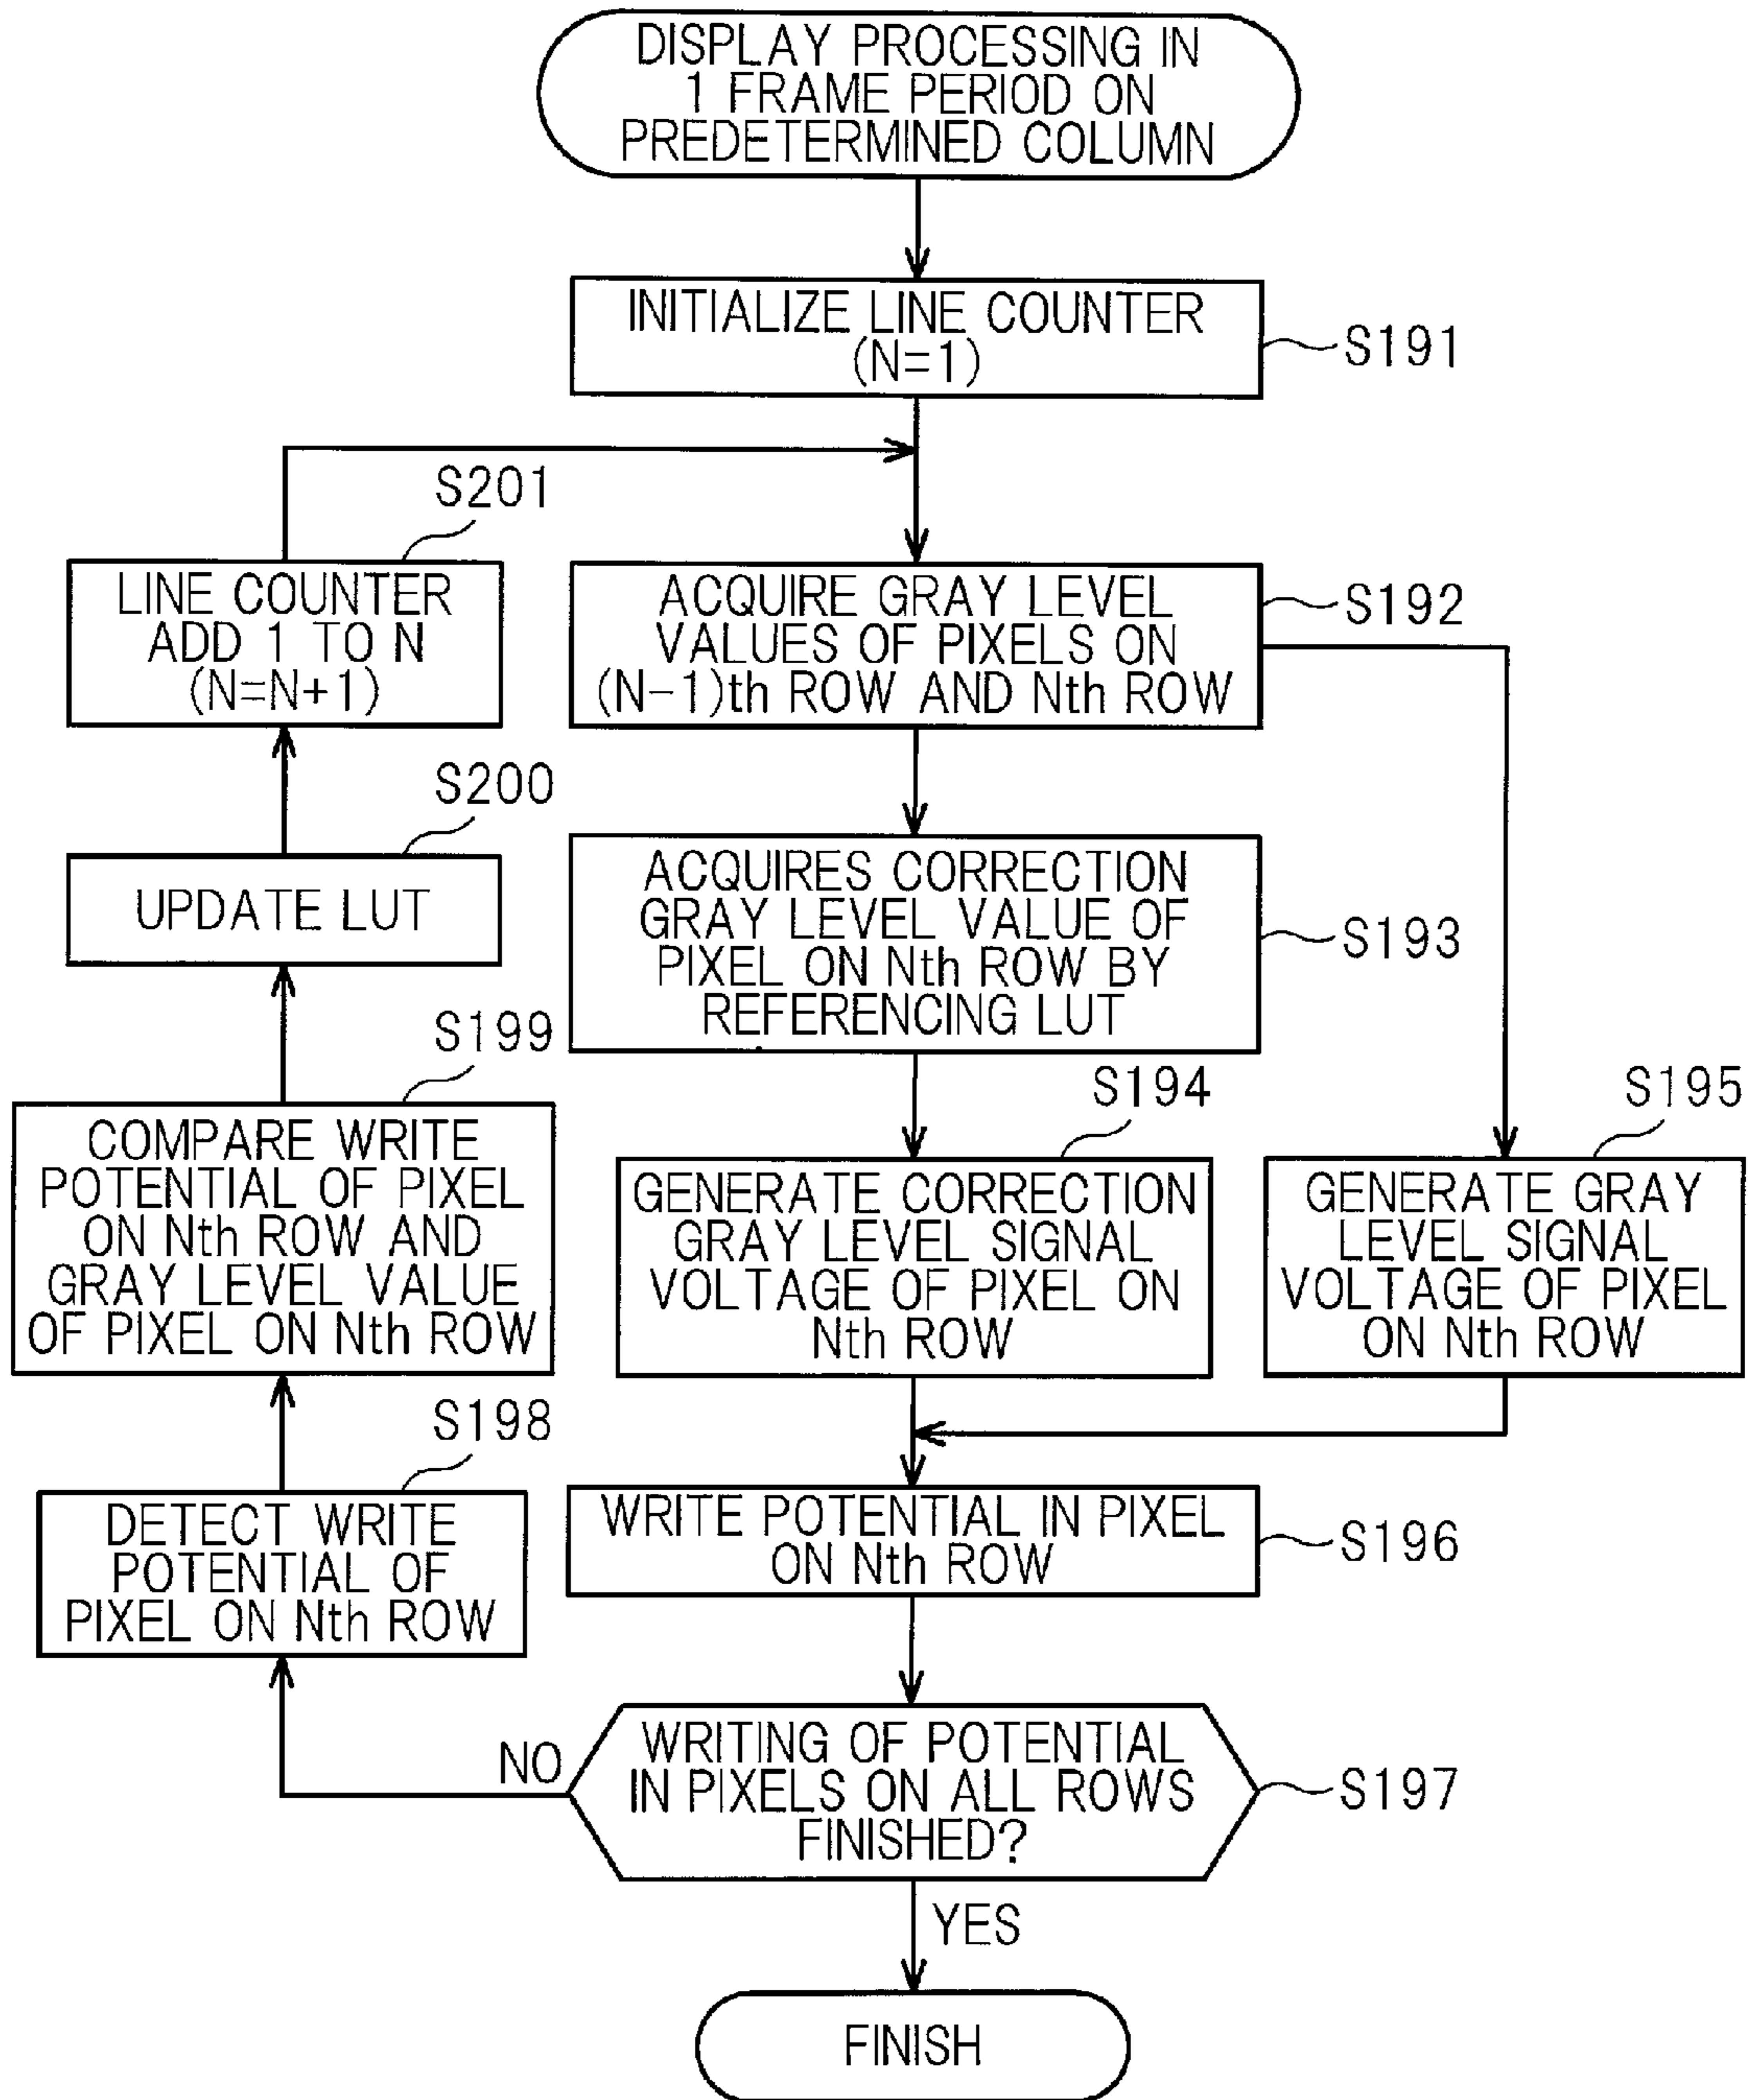 DISPLAY PROCESSING IN
1 FRAME PERIOD ON
PREDETERMINED COLUMN
INITIALIZE LINE COUNTER
(N=1)
S191
S201
LINE COUNTER
ADD 1 TO N
(N=N+1)
ACQUIRE GRAY LEVEL
VALUES OF PIXELS ON
(N-1)th ROW AND Nth ROW
S192
S200
UPDATE LUT
ACQUIRES CORRECTION
GRAY LEVEL VALUE OF
PIXEL ON Nth ROW BY
REFERENCING LUT
S193
S199
COMPARE WRITE
POTENTIAL OF PIXEL
ON Nth ROW AND
GRAY LEVEL VALUE
OF PIXEL ON Nth ROW
S194
GENERATE CORRECTION
GRAY LEVEL SIGNAL
VOLTAGE OF PIXEL ON
Nth ROW
S195
GENERATE GRAY
LEVEL SIGNAL
VOLTAGE OF PIXEL
ON Nth ROW
S198
DETECT WRITE
POTENTIAL OF
PIXEL ON Nth ROW
WRITE POTENTIAL IN PIXEL
ON Nth ROW
S196
NO
WRITING OF POTENTIAL
IN PIXELS ON ALL ROWS
FINISHED?
S197
YES
FINISH